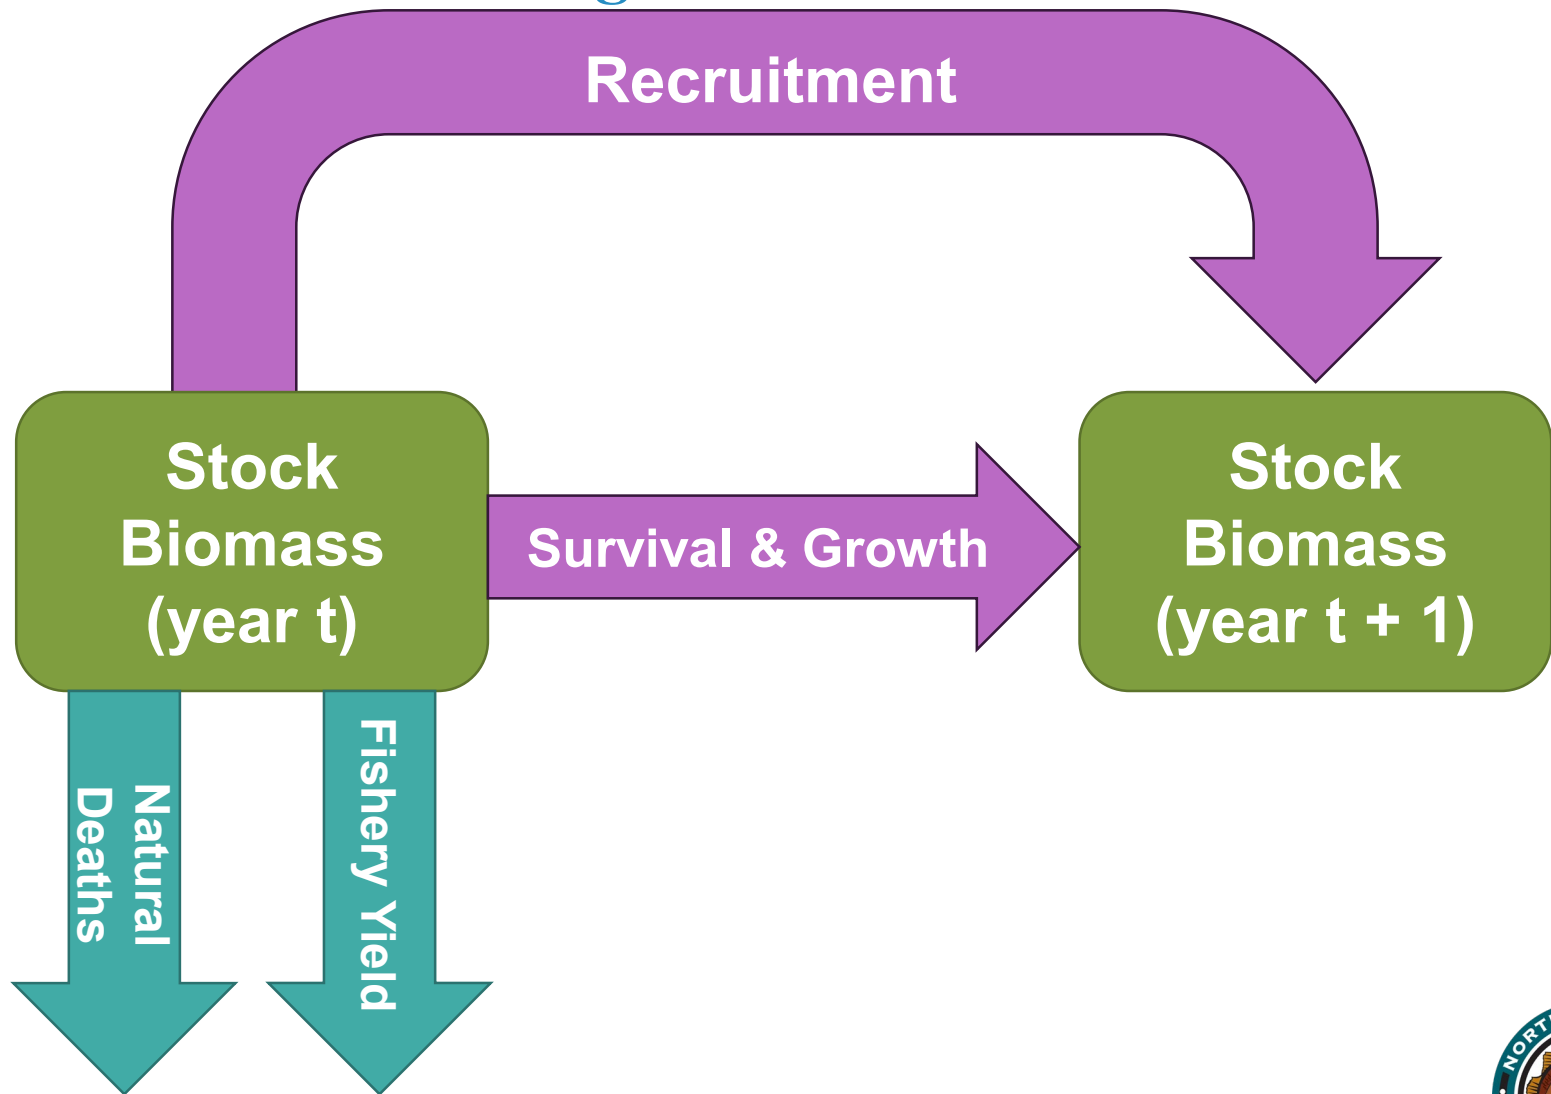 Recruitment
Stock
Biomass
(year t)
Survival & Growth
Stock
Biomass
(year t + 1)
Natural
Deaths
Fishery Yield